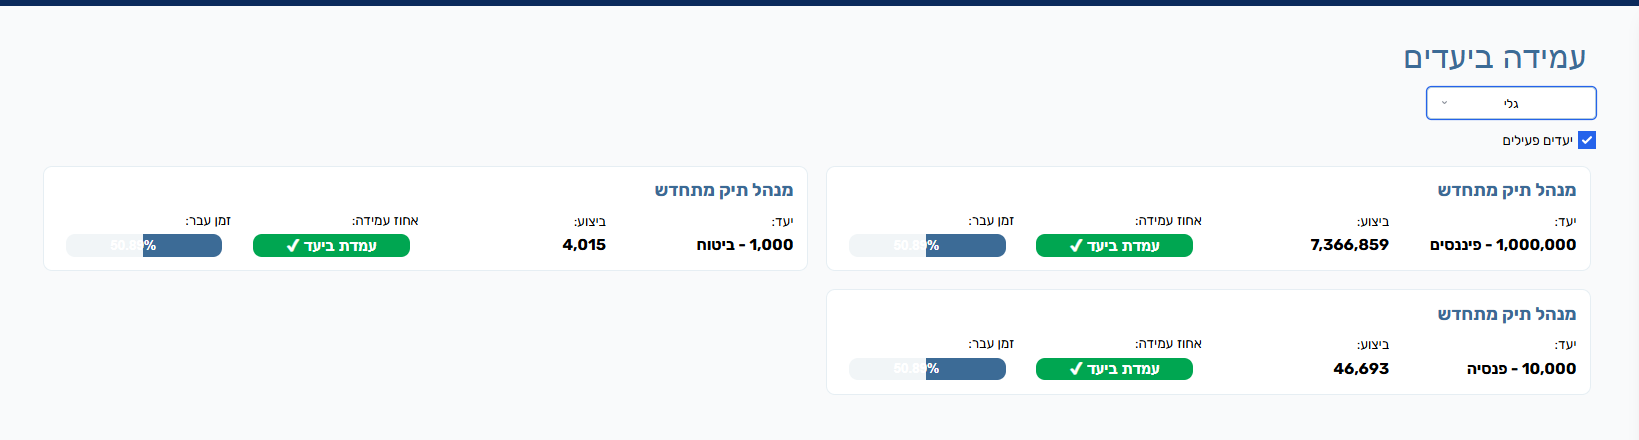 עמידה ביעדים
גלי
יעדים פעילים
מנהל תיק מתחדש
יעד: ביצוע: אחוז עמידה: זמן עבר:
1,000,000 - פיננסים 7,366,859 עמדת ביעד ✓ 50.89%
מנהל תיק מתחדש
יעד: ביצוע: אחוז עמידה: זמן עבר:
1,000 - ביטוח 4,015 עמדת ביעד ✓ 50.89%
מנהל תיק מתחדש
יעד: ביצוע: אחוז עמידה: זמן עבר:
10,000 - פנסיה 46,693 עמדת ביעד ✓ 50.89%